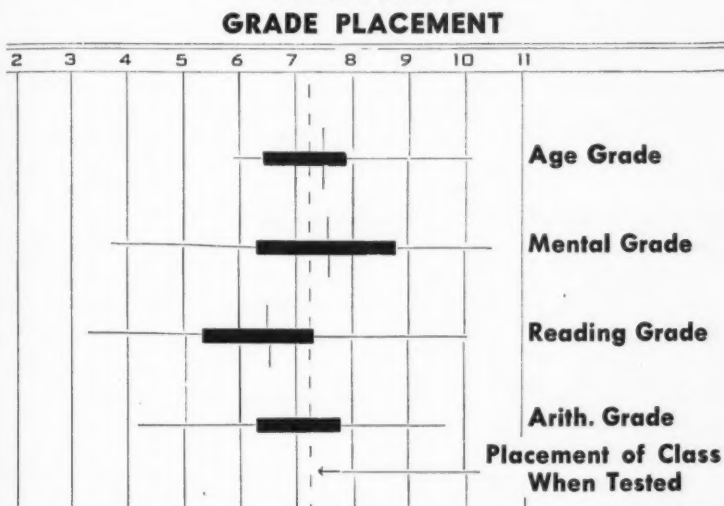 GRADE PLACEMENT
2 3 4 5 6 7 8 9 10 11
Age Grade
Mental Grade
Reading Grade
Arith. Grade
Placement of Class
When Tested